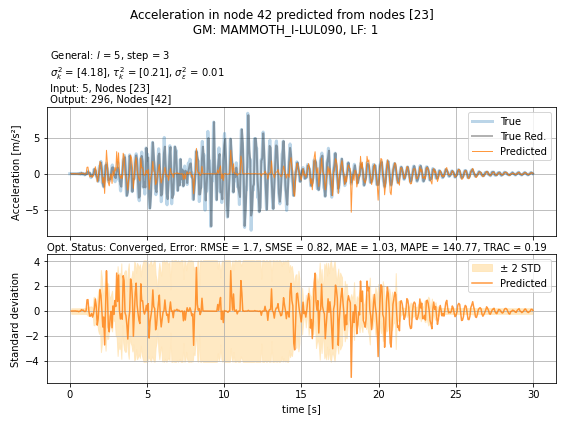 Acceleration in node 42 predicted from nodes [23]
GM: MAMMOTH_I-LUL090, LF: 1
General: l = 5, step = 3
σ²ₖ = [4.18], τ²ₖ = [0.21], σ²ε = 0.01
Input: 5, Nodes [23]
Output: 296, Nodes [42]
Acceleration [m/s²]
5
0
−5
True
True Red.
Predicted
Opt. Status: Converged, Error: RMSE = 1.7, SMSE = 0.82, MAE = 1.03, MAPE = 140.77, TRAC = 0.19
Standard deviation
4
2
0
−2
−4
± 2 STD
Predicted
0 5 10 15 20 25 30
time [s]